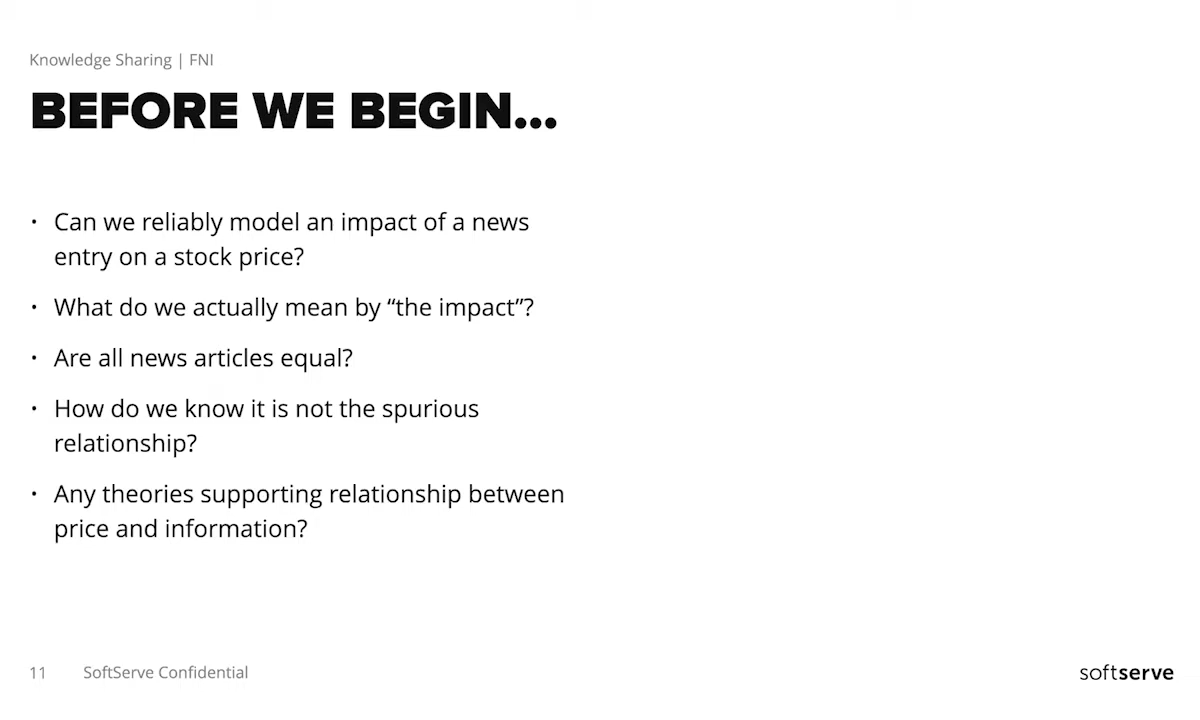 Knowledge Sharing | FNI
BEFORE WE BEGIN...
• Can we reliably model an impact of a news
entry on a stock price?
• What do we actually mean by “the impact”?
• Are all news articles equal?
• How do we know it is not the spurious
relationship?
• Any theories supporting relationship between
price and information?
11 SoftServe Confidential
softserve